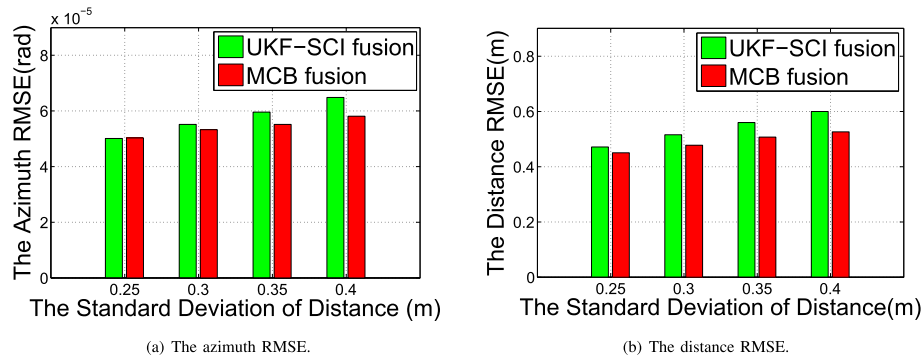 × 10⁻⁵
The Azimuth RMSE(rad)
8
6
4
2
0
UKF−SCI fusion
MCB fusion
0.25 0.3 0.35 0.4
The Standard Deviation of Distance (m)
(a) The azimuth RMSE.
The Distance RMSE(m)
0.8
0.6
0.4
0.2
0
UKF−SCI fusion
MCB fusion
0.25 0.3 0.35 0.4
The Standard Deviation of Distance(m)
(b) The distance RMSE.